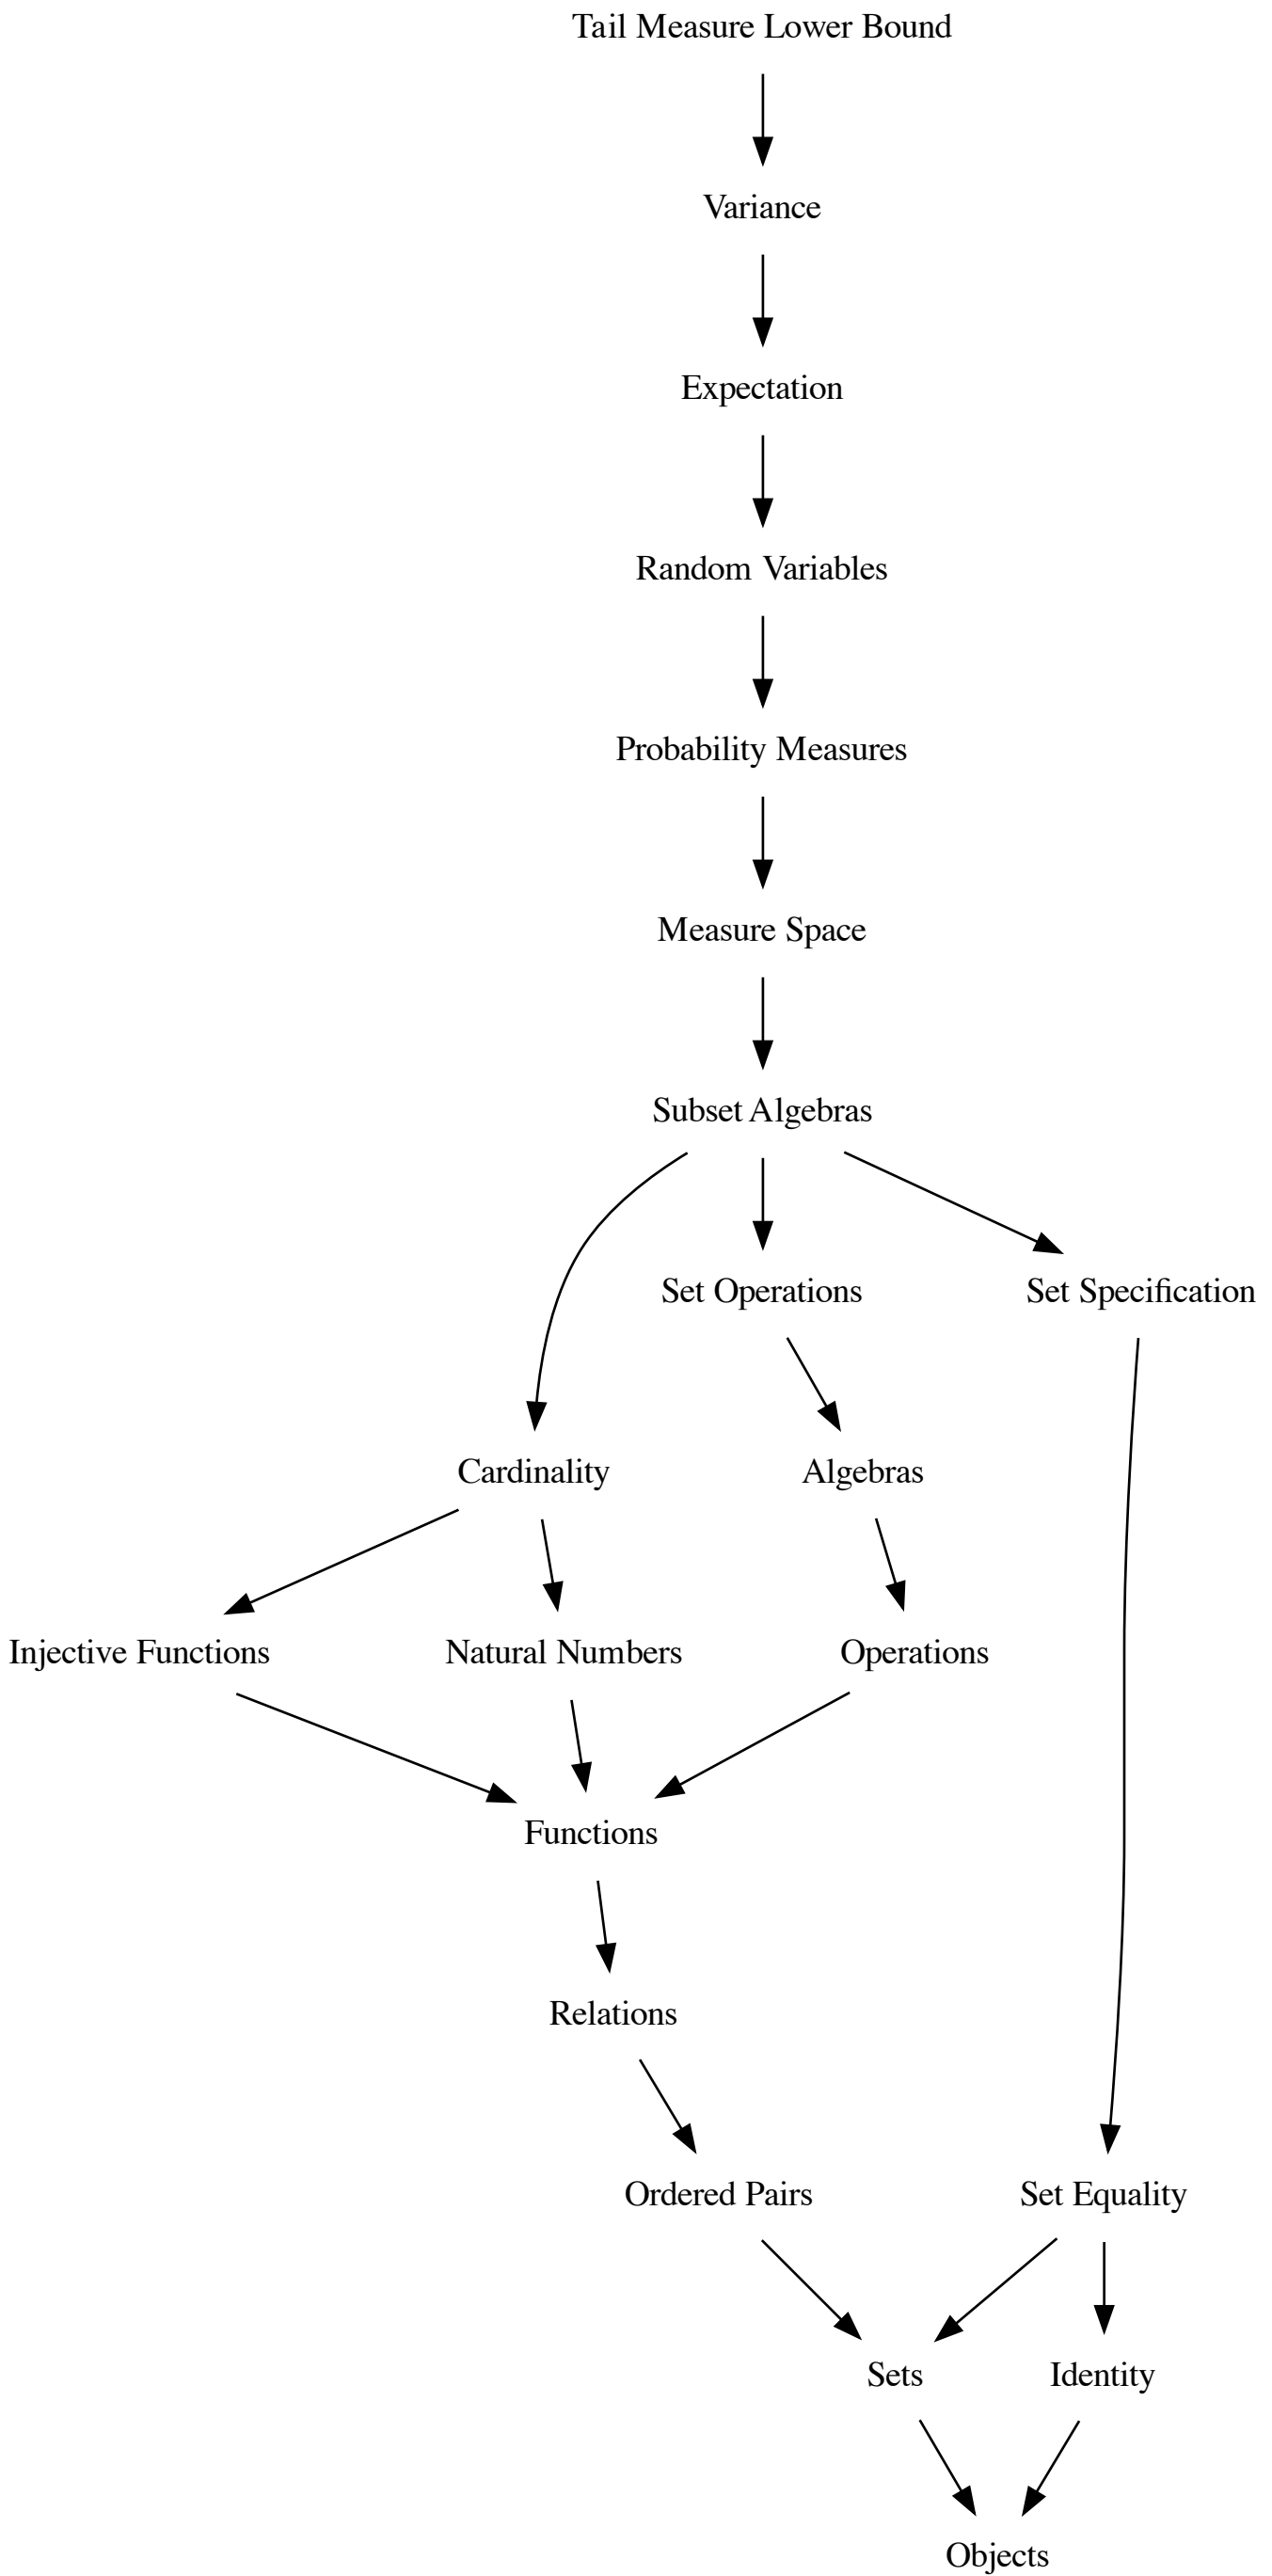 Tail Measure Lower Bound
Variance
Expectation
Random Variables
Probability Measures
Measure Space
Subset Algebras
Set Operations
Set Specification
Cardinality
Algebras
Injective Functions
Natural Numbers
Operations
Functions
Relations
Ordered Pairs
Set Equality
Sets
Identity
Objects